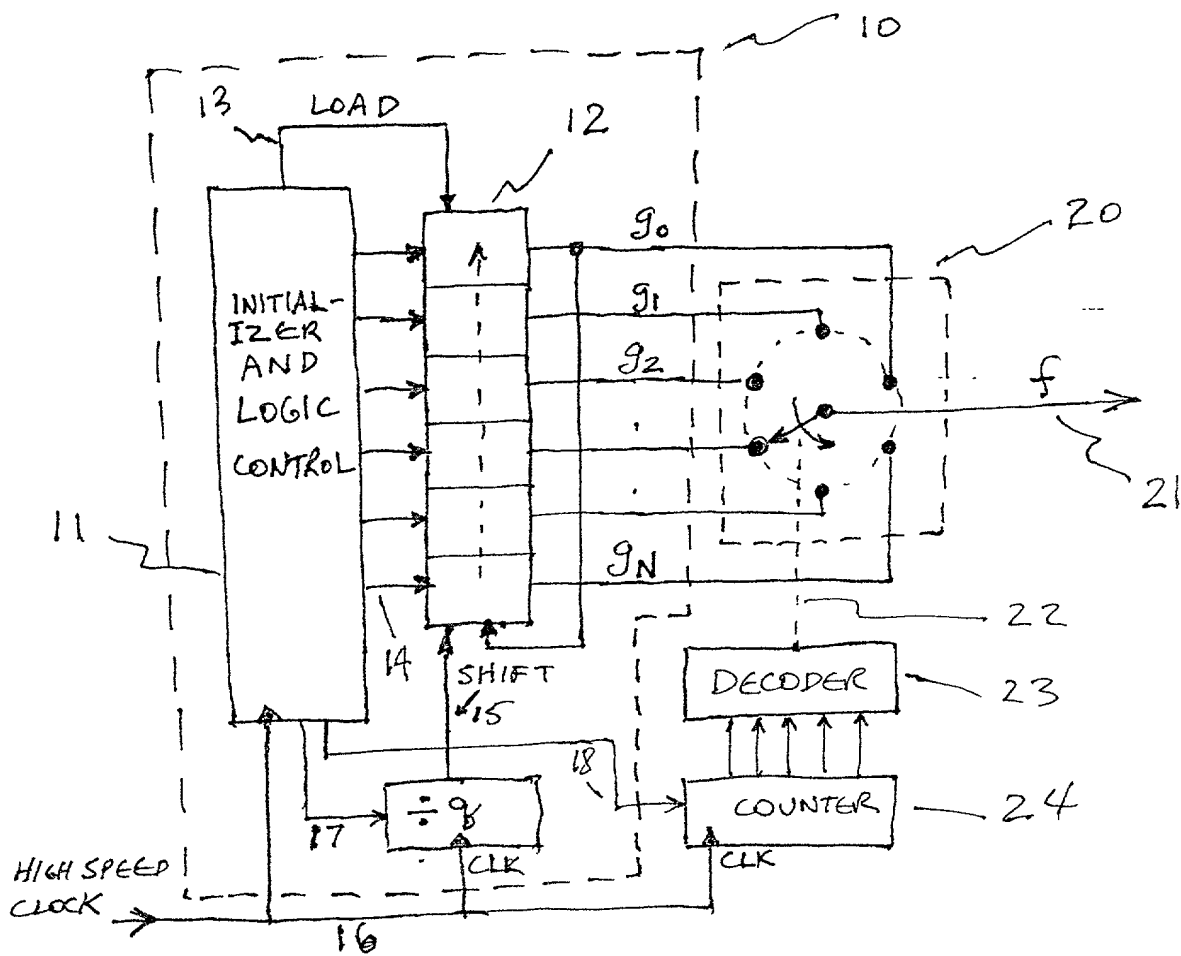 10
13
LOAD
12
20
g0
INITIAL-
IZER
AND
LOGIC
CONTROL
g1
g2
f
21
11
gN
22
14
SHIFT
15
DECODER
23
18
÷ q
17
COUNTER
24
CLK
CLK
HIGH SPEED
CLOCK
16